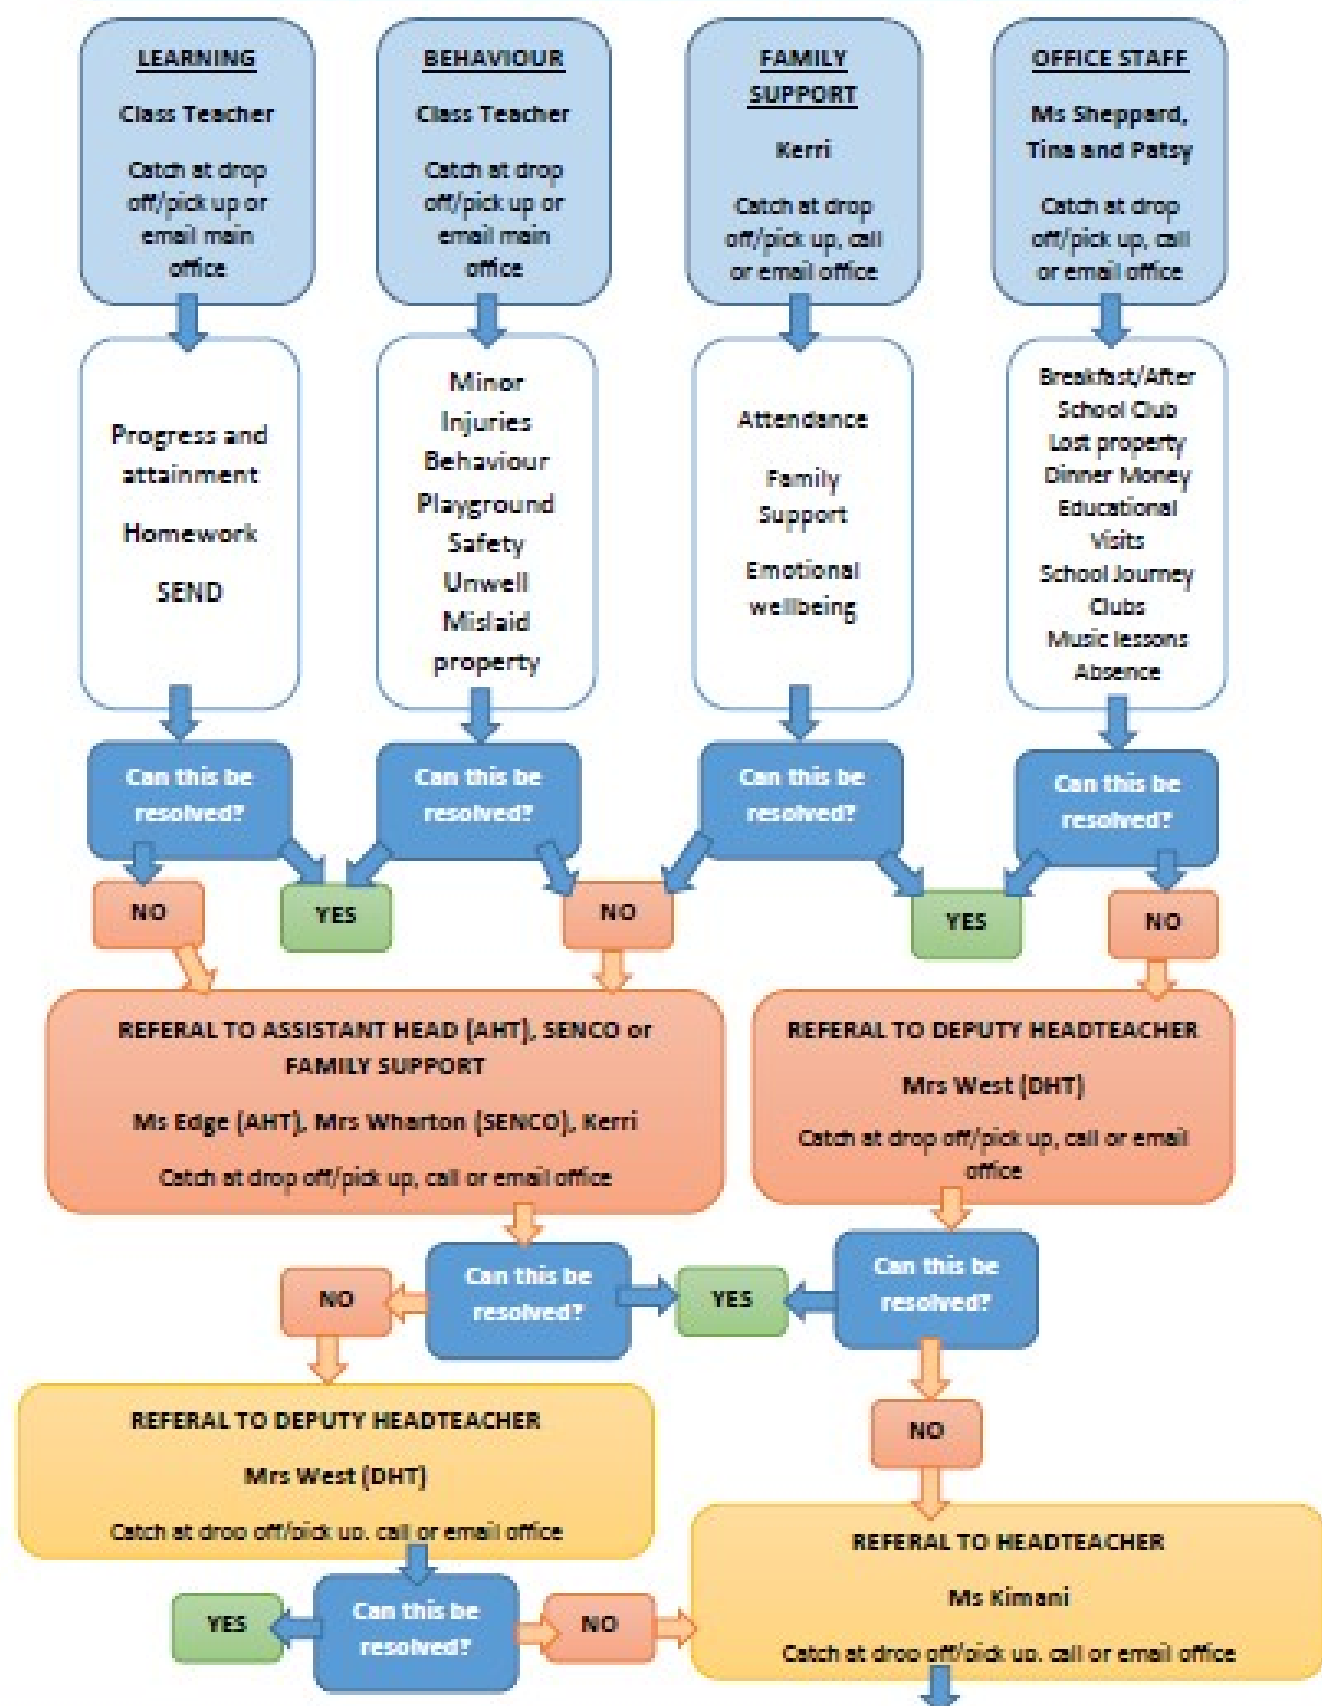 LEARNING
Class Teacher
Catch at drop
off/pick up or
email main
office
BEHAVIOUR
Class Teacher
Catch at drop
off/pick up or
email main
office
FAMILY
SUPPORT
Kerri
Catch at drop
off/pick up, call
or email office
OFFICE STAFF
Ms Sheppard,
Tina and Patsy
Catch at drop
off/pick up, call
or email office
Progress and
attainment
Homework
SEND
Minor
Injuries
Behaviour
Playground
Safety
Unwell
Mislaid
property
Attendance
Family
Support
Emotional
wellbeing
Breakfast/After
School Club
Lost property
Dinner Money
Educational
Visits
School Journey
Clubs
Music lessons
Absence
Can this be
resolved?
Can this be
resolved?
Can this be
resolved?
Can this be
resolved?
NO
YES
NO
YES
NO
REFERAL TO ASSISTANT HEAD (AHT), SENCO or
FAMILY SUPPORT
Ms Edge (AHT), Mrs Wharton (SENCO), Kerri
Catch at drop off/pick up, call or email office
REFERAL TO DEPUTY HEADTEACHER
Mrs West (DHT)
Catch at drop off/pick up, call or email
office
NO
Can this be
resolved?
YES
Can this be
resolved?
REFERAL TO DEPUTY HEADTEACHER
Mrs West (DHT)
Catch at drop off/pick up. call or email office
NO
REFERAL TO HEADTEACHER
Ms Kimani
Catch at drop off/pick up. call or email office
YES
Can this be
resolved?
NO